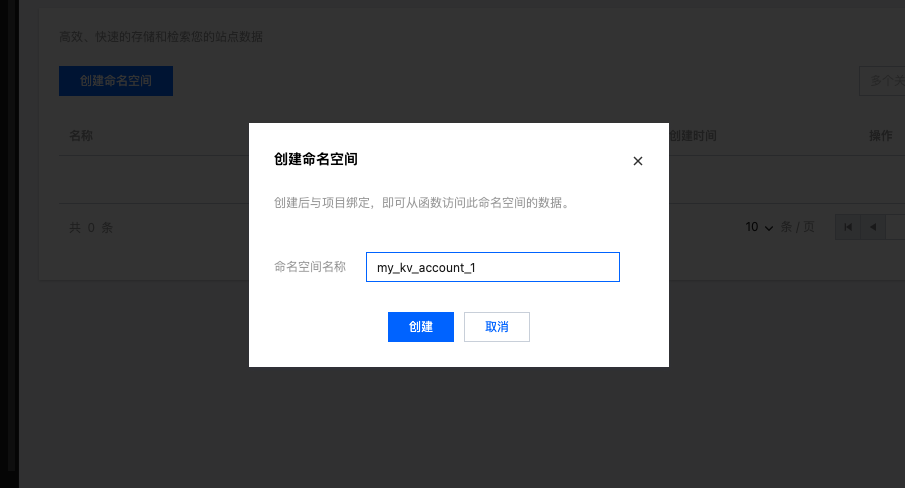 高效、快速的存储和检索您的站点数据
创建命名空间
多个关
名称
创建时间
操作
创建命名空间
创建后与项目绑定，即可从函数访问此命名空间的数据。
共 0 条
10 条 / 页
命名空间名称
my_kv_account_1
创建
取消